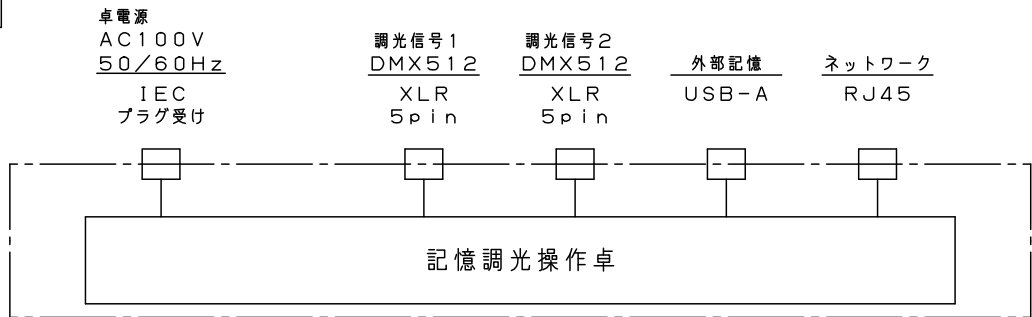 卓電源
AC100V
50/60Hz
IEC
プラグ受け
調光信号1
DMX512
XLR
5pin
調光信号2
DMX512
XLR
5pin
外部記憶
USB-A
ネットワーク
RJ45
記憶調光操作卓